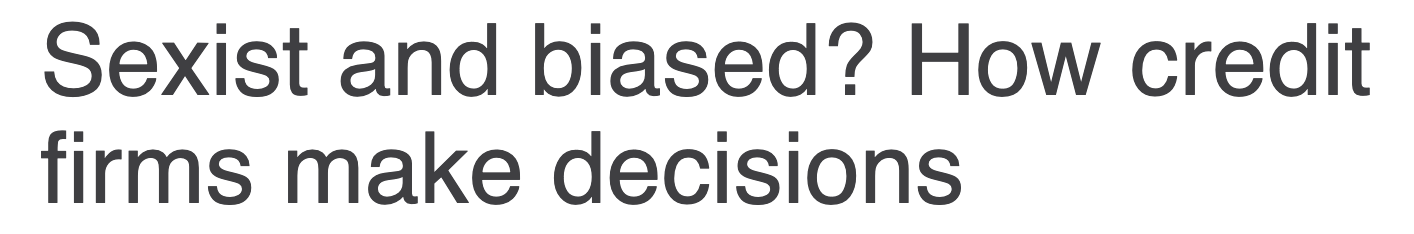 Sexist and biased? How credit
firms make decisions